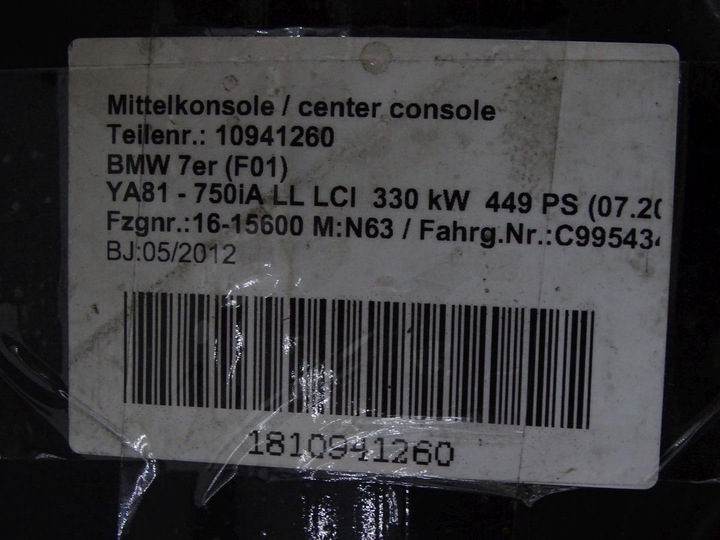 Mittelkonsole / center console
Teilenr.: 10941260
BMW 7er (F01)
YA81 - 750iA LL LCI 330 kW 449 PS (07.20
Fzgnr.:16-15600 M:N63 / Fahrg.Nr.:C995434
BJ:05/2012
1810941260